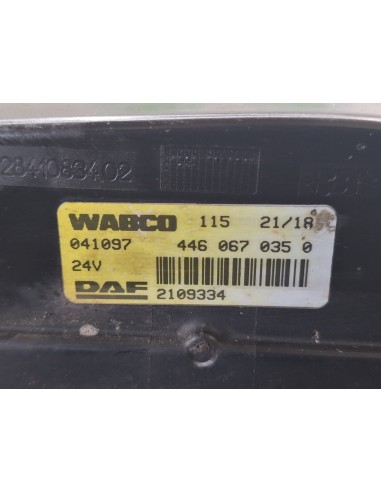 2841083402
WABCO 115 21/18
041097 446 067 035 0
24V
DAF 2109334